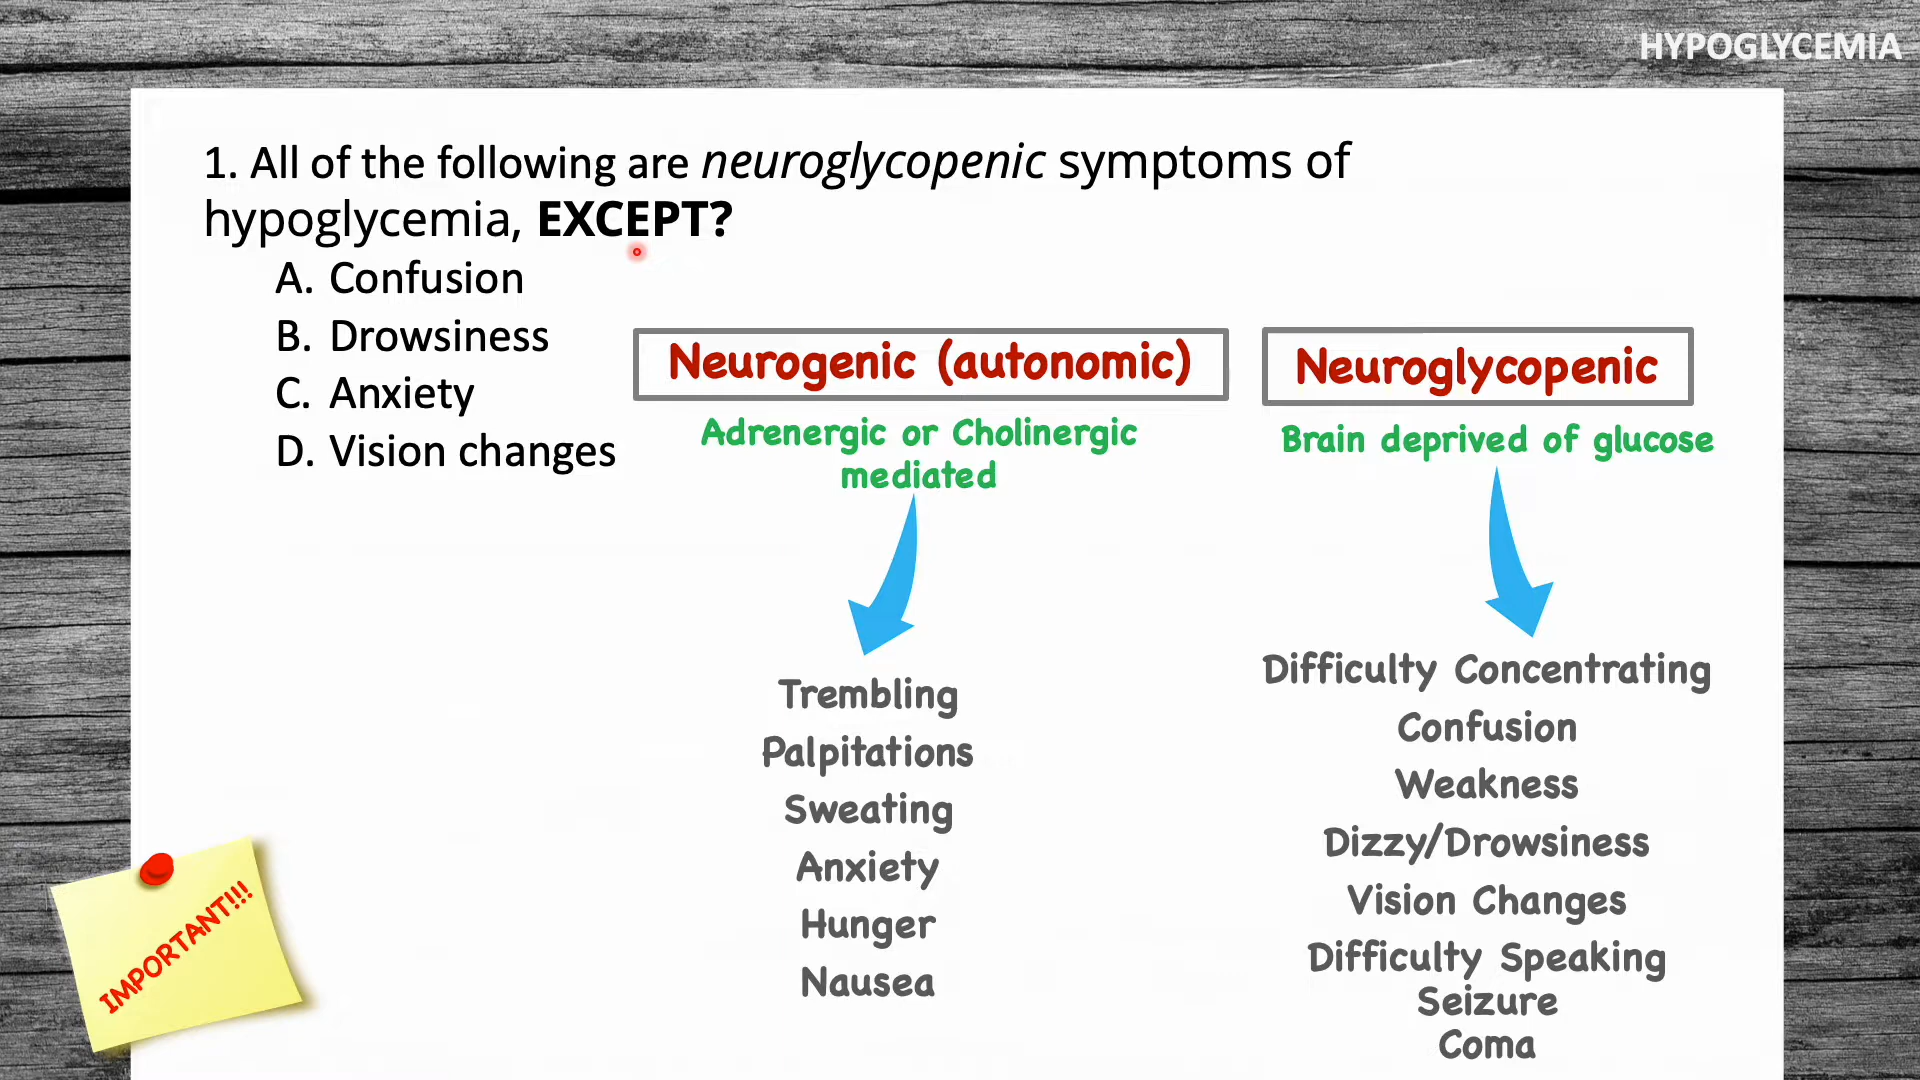 HYPOGLYCEMIA
1. All of the following are neuroglycopenic symptoms of
hypoglycemia, EXCEPT?
A. Confusion
B. Drowsiness
C. Anxiety
D. Vision changes
Neurogenic (autonomic)
Adrenergic or Cholinergic
mediated
Trembling
Palpitations
Sweating
Anxiety
Hunger
Nausea
Neuroglycopenic
Brain deprived of glucose
Difficulty Concentrating
Confusion
Weakness
Dizzy/Drowsiness
Vision Changes
Difficulty Speaking
Seizure
Coma
IMPORTANT!!!